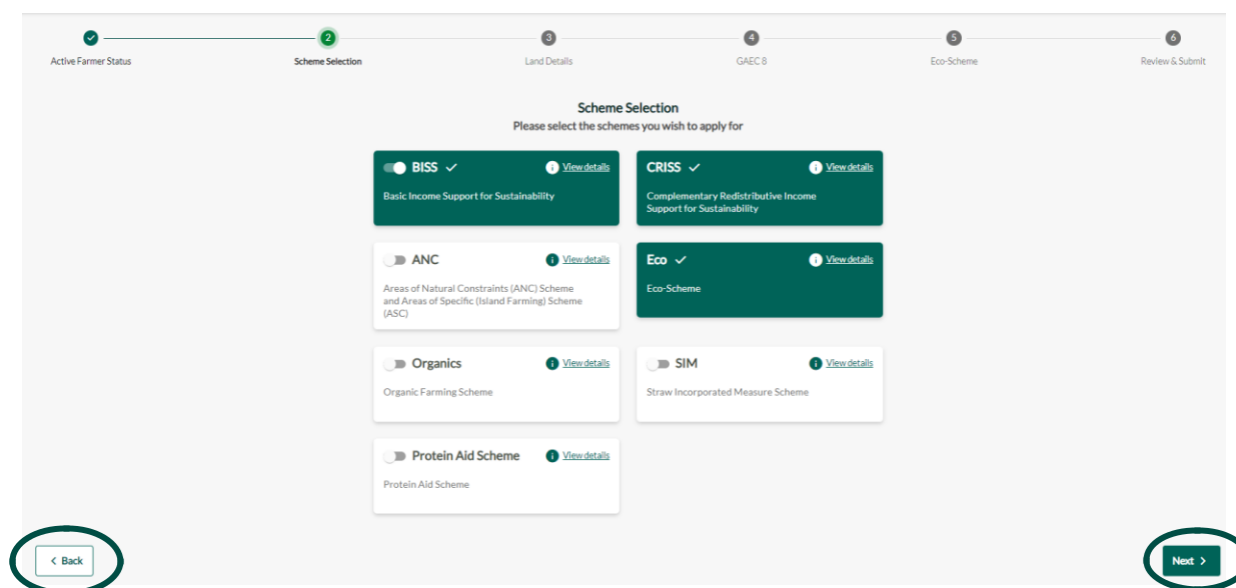 2 3 4 5 6
Active Farmer Status Scheme Selection Land Details GAEC 8 Eco-Scheme Review & Submit
Scheme Selection
Please select the schemes you wish to apply for
BISS i View details
Basic Income Support for Sustainability
CRISS i View details
Complementary Redistributive Income
Support for Sustainability
ANC i View details
Areas of Natural Constraints (ANC) Scheme
and Areas of Specific (Island Farming) Scheme
(ASC)
Eco i View details
Eco-Scheme
Organics i View details
Organic Farming Scheme
SIM i View details
Straw Incorporated Measure Scheme
Protein Aid Scheme i View details
Protein Aid Scheme
< Back
Next >